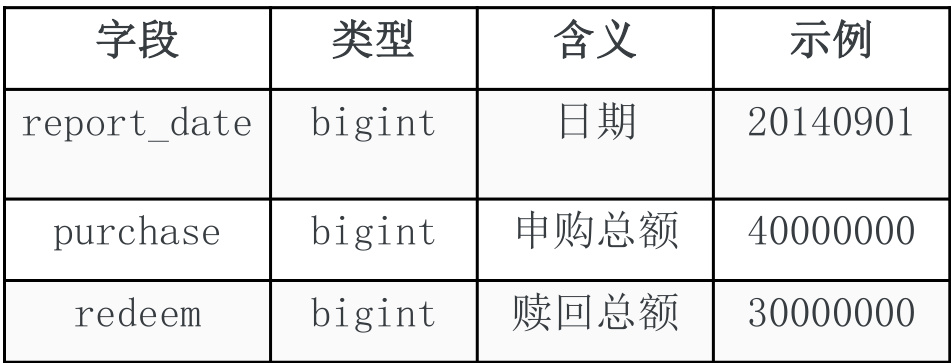 字段 类型 含义 示例
report_date bigint 日期 20140901
purchase bigint 申购总额 40000000
redeem bigint 赎回总额 30000000